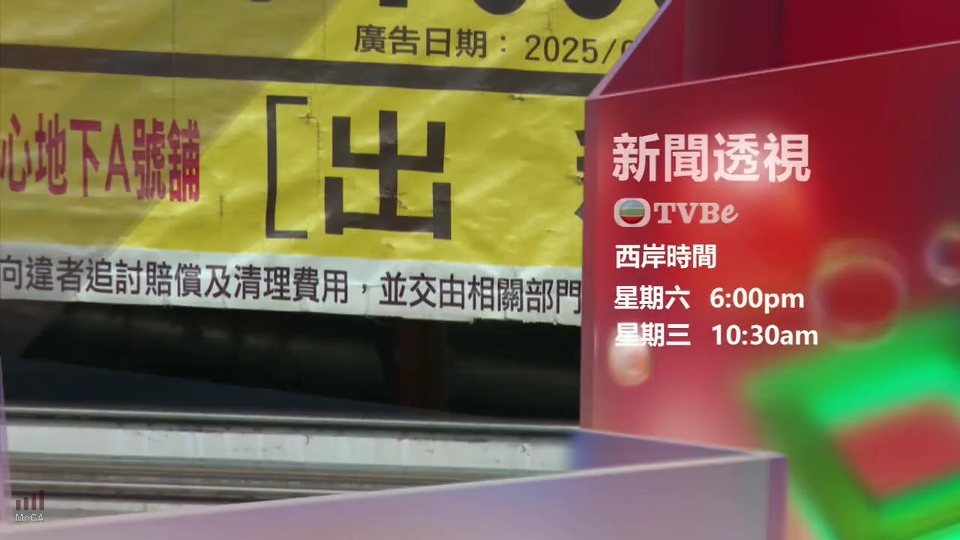 廣告日期：2025/
心地下A號舖
[出
向違者追討賠償及清理費用，並交由相關部門
新聞透視
TVBe
西岸時間
星期六 6:00pm
星期三 10:30am
MoCA